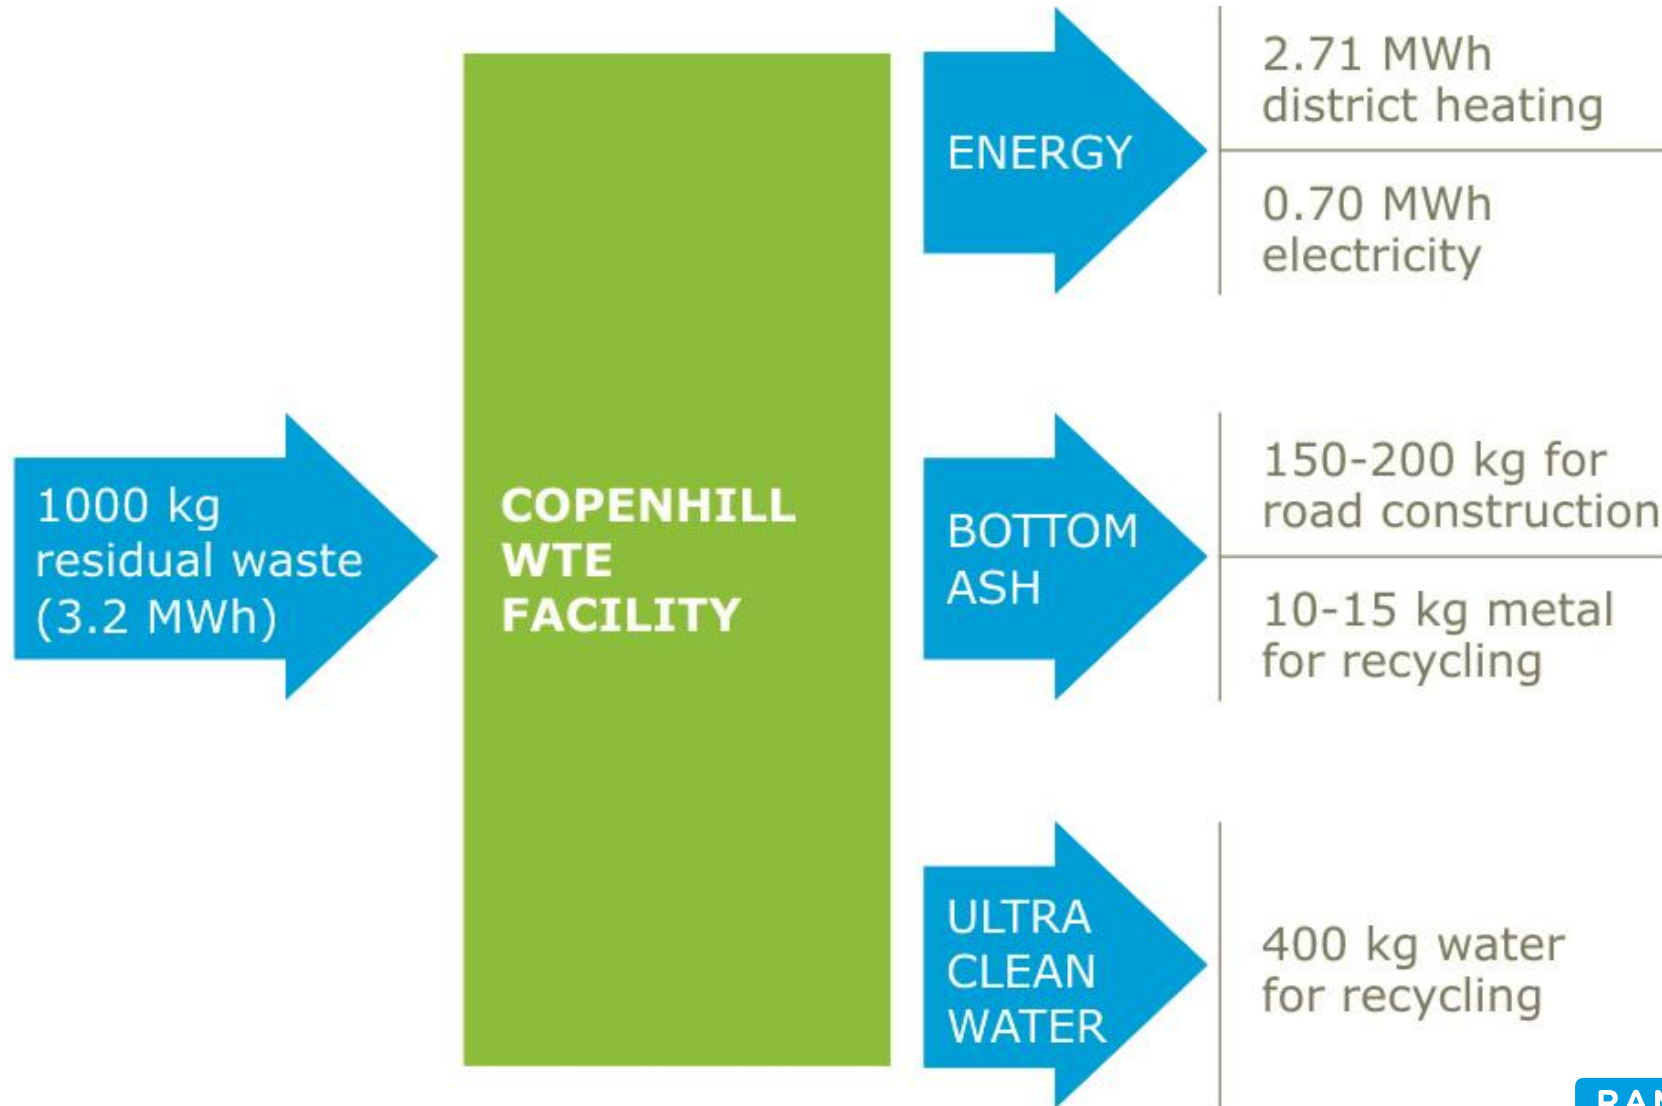 1000 kg
residual waste
(3.2 MWh)
COPENHILL
WTE
FACILITY
ENERGY
2.71 MWh
district heating
0.70 MWh
electricity
BOTTOM
ASH
150-200 kg for
road construction
10-15 kg metal
for recycling
ULTRA
CLEAN
WATER
400 kg water
for recycling